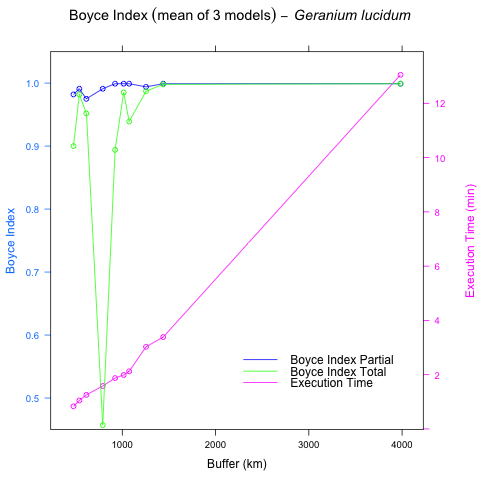 Boyce Index (mean of 3 models) – Geranium lucidum
1.0
0.9
0.8
0.7
0.6
0.5
Boyce Index
12
10
8
6
4
2
Execution Time (min)
Boyce Index Partial
Boyce Index Total
Execution Time
1000 2000 3000 4000
Buffer (km)